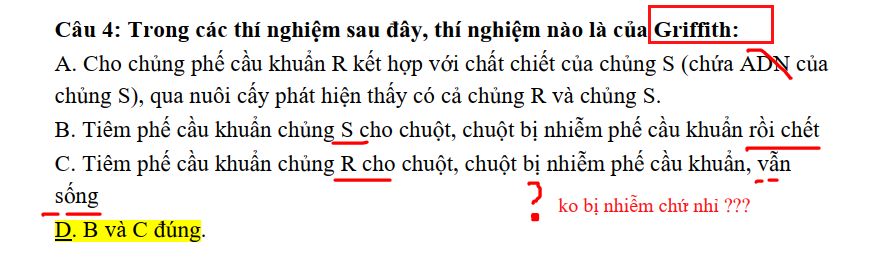 Câu 4: Trong các thí nghiệm sau đây, thí nghiệm nào là của Griffith:
A. Cho chủng phế cầu khuẩn R kết hợp với chất chiết của chủng S (chứa ADN của
chủng S), qua nuôi cấy phát hiện thấy có cả chủng R và chủng S.
B. Tiêm phế cầu khuẩn chủng S cho chuột, chuột bị nhiễm phế cầu khuẩn rồi chết
C. Tiêm phế cầu khuẩn chủng R cho chuột, chuột bị nhiễm phế cầu khuẩn, vẫn
sống
? ko bị nhiễm chứ nhỉ ???
D. B và C đúng.